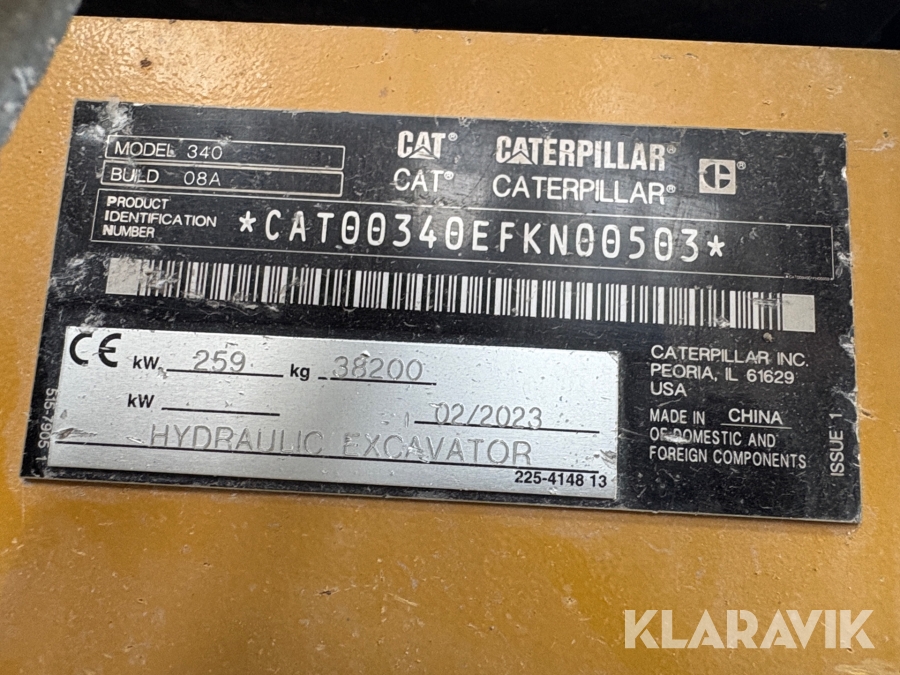 MODEL 340
BUILD 08A
CAT® CATERPILLAR®
CAT® CATERPILLAR®
PRODUCT
IDENTIFICATION
NUMBER
*CAT00340EFKN00503*
CE kW 259 kg 38200
kW 02/2023
HYDRAULIC EXCAVATOR
225-4148 13
CATERPILLAR INC.
PEORIA, IL 61629
USA
MADE IN CHINA
OF DOMESTIC AND
FOREIGN COMPONENTS
ISSUE 1
KLARAVIK